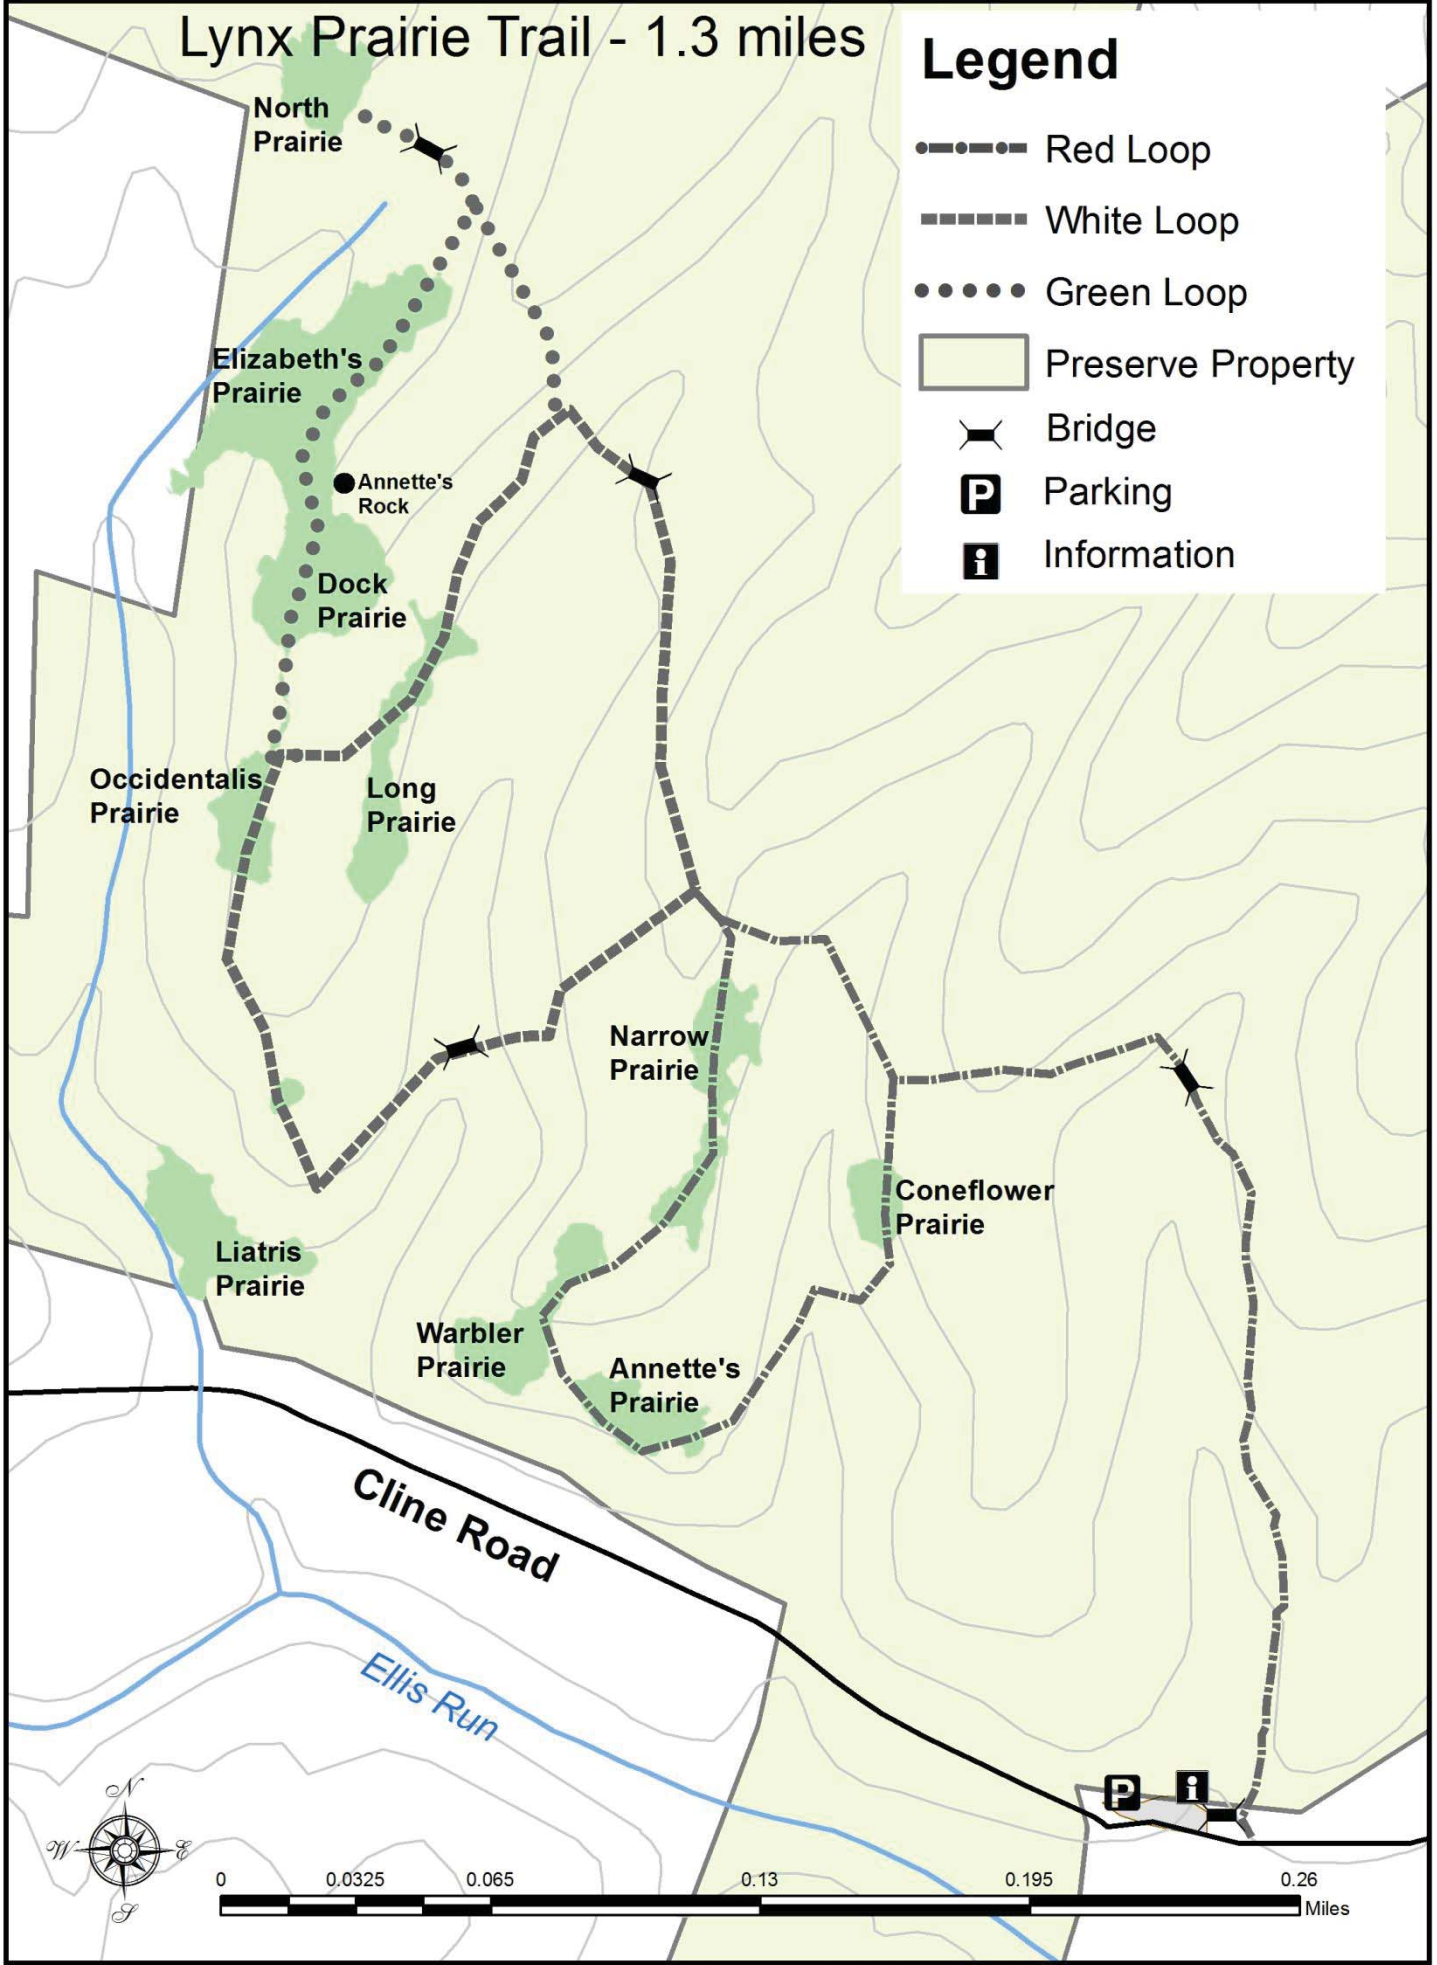 Lynx Prairie Trail - 1.3 miles
Legend
Red Loop
White Loop
Green Loop
Preserve Property
Bridge
P
Parking
i
Information
North
Prairie
Elizabeth's
Prairie
Annette's
Rock
Dock
Prairie
Occidentalis
Prairie
Long
Prairie
Narrow
Prairie
Coneflower
Prairie
Liatris
Prairie
Warbler
Prairie
Annette's
Prairie
Cline Road
Ellis Run
P
i
N
W
E
S
0 0.0325 0.065 0.13 0.195 0.26
Miles